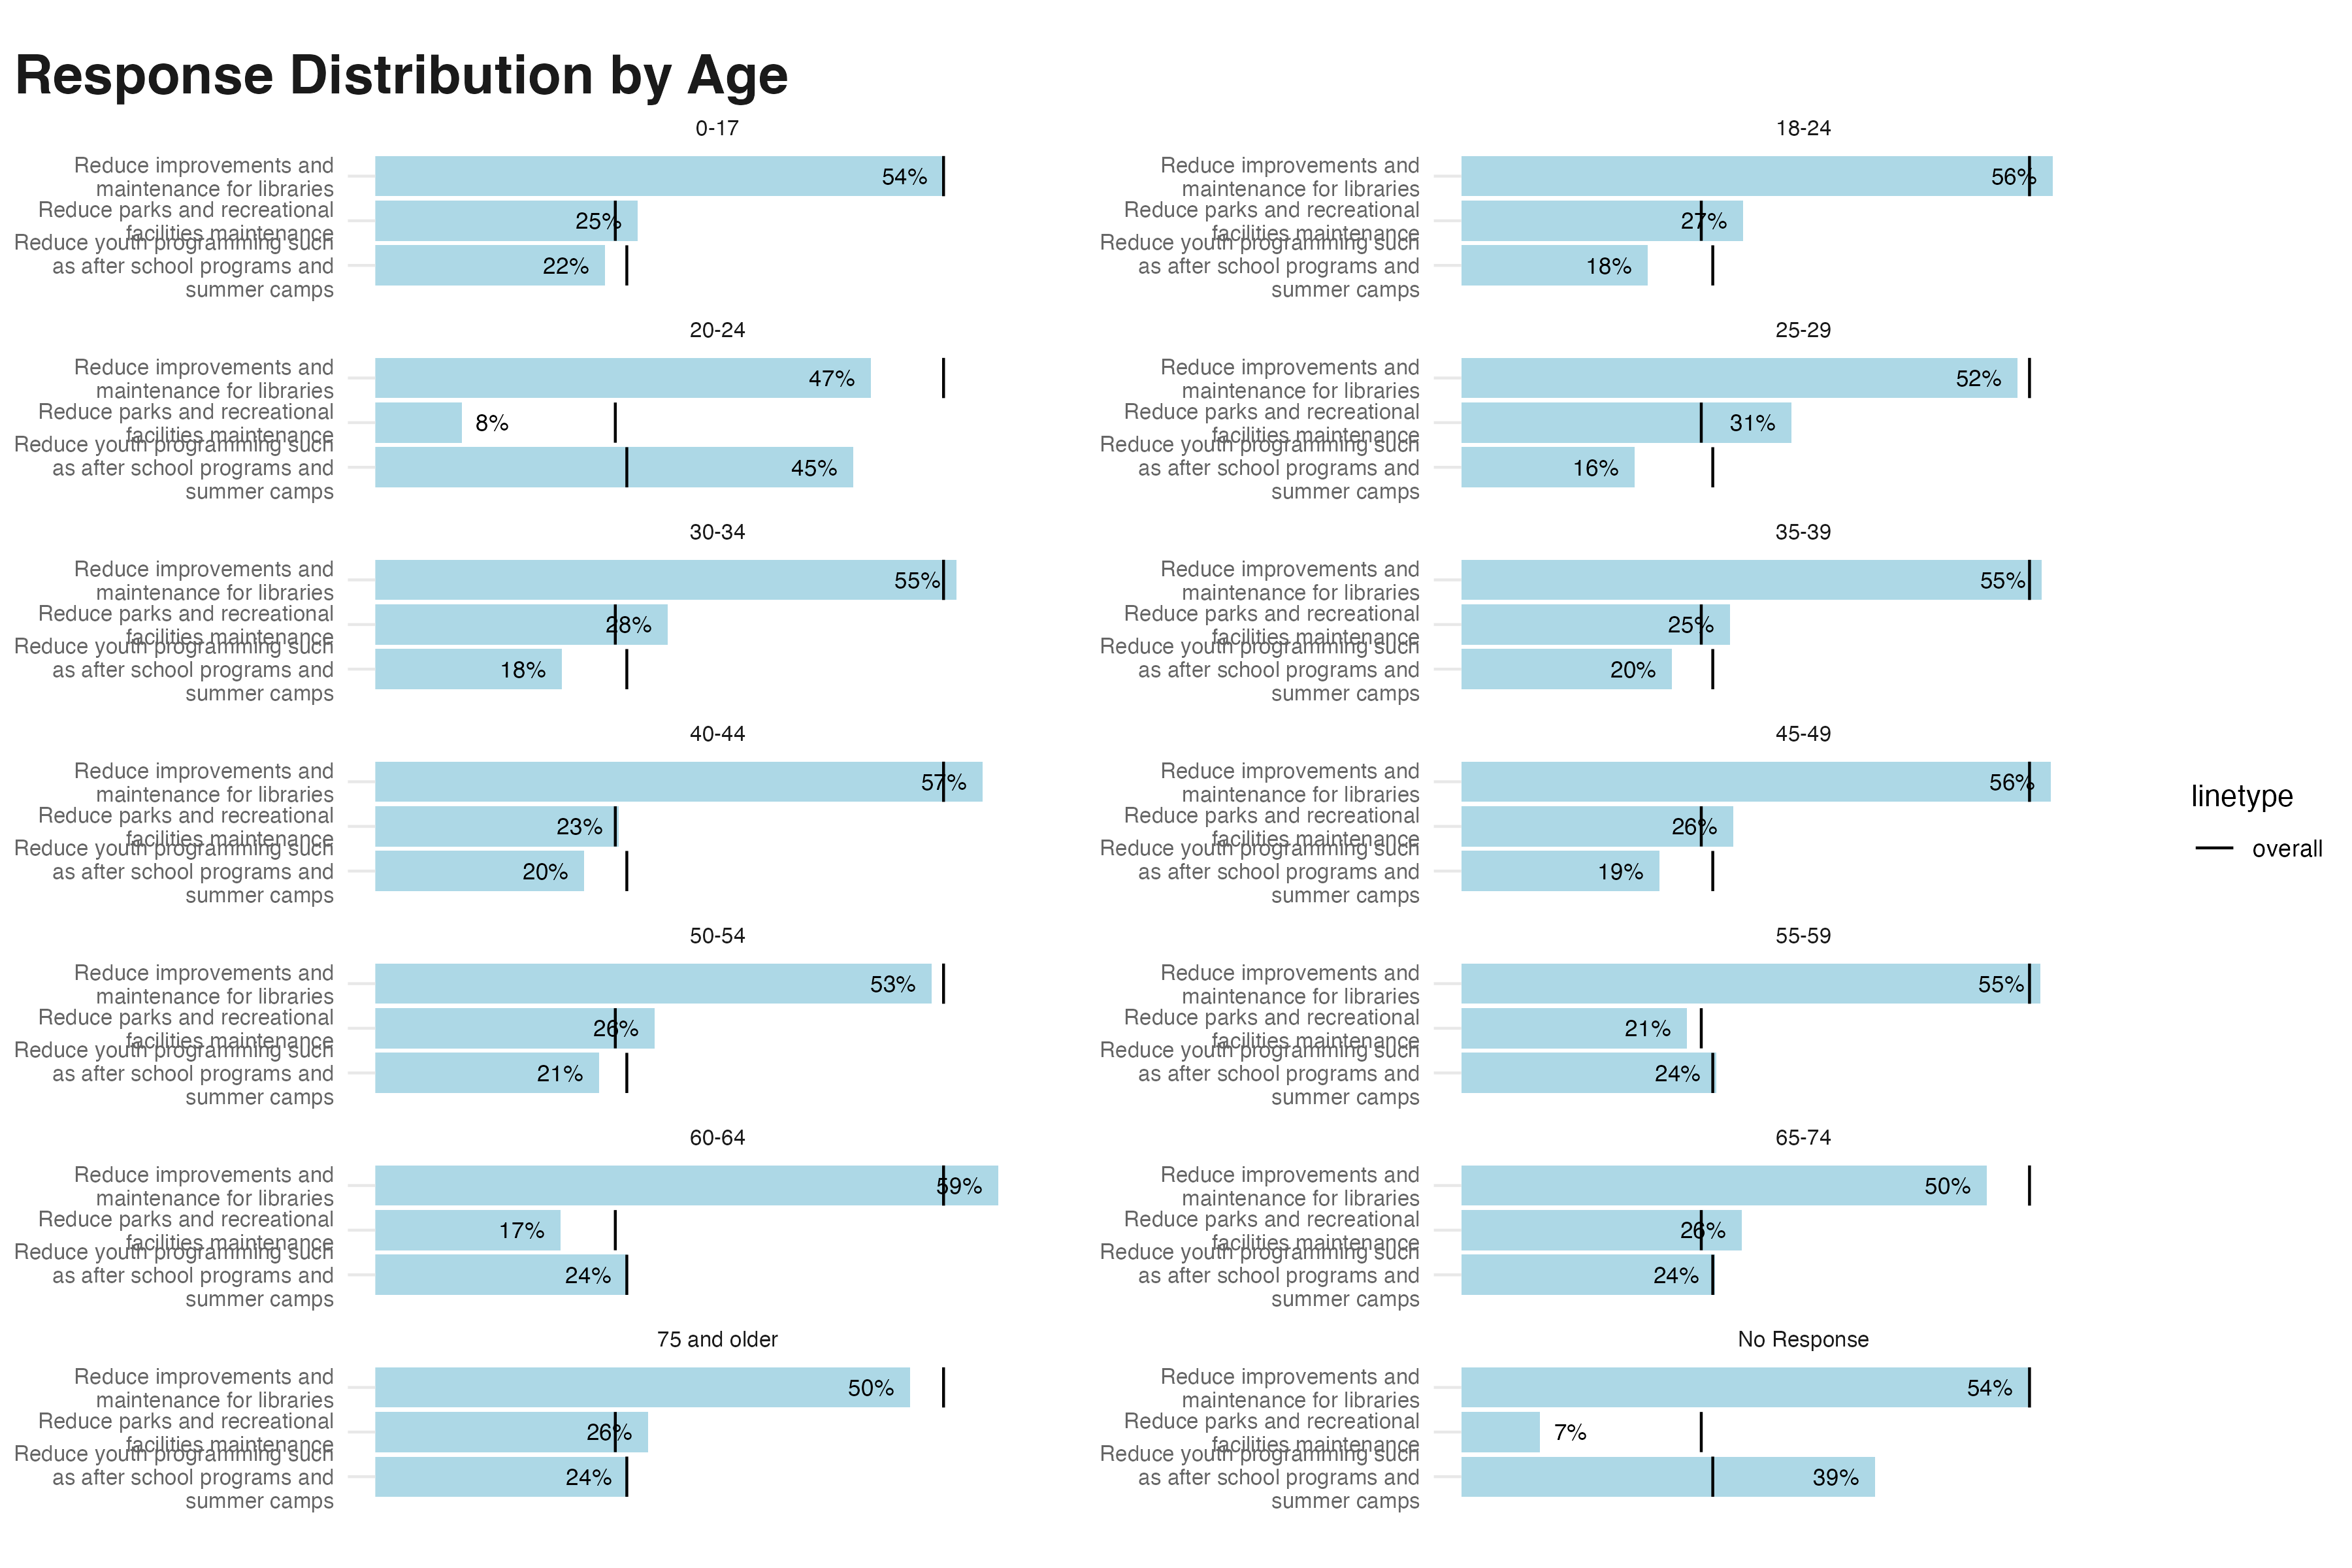 Response Distribution by Age
0-17
Reduce improvements and
maintenance for libraries
54%
Reduce parks and recreational
facilities maintenance
25%
Reduce youth programming such
as after school programs and
summer camps
22%
18-24
Reduce improvements and
maintenance for libraries
56%
Reduce parks and recreational
facilities maintenance
27%
Reduce youth programming such
as after school programs and
summer camps
18%
20-24
Reduce improvements and
maintenance for libraries
47%
Reduce parks and recreational
facilities maintenance
8%
Reduce youth programming such
as after school programs and
summer camps
45%
25-29
Reduce improvements and
maintenance for libraries
52%
Reduce parks and recreational
facilities maintenance
31%
Reduce youth programming such
as after school programs and
summer camps
16%
30-34
Reduce improvements and
maintenance for libraries
55%
Reduce parks and recreational
facilities maintenance
28%
Reduce youth programming such
as after school programs and
summer camps
18%
35-39
Reduce improvements and
maintenance for libraries
55%
Reduce parks and recreational
facilities maintenance
25%
Reduce youth programming such
as after school programs and
summer camps
20%
40-44
Reduce improvements and
maintenance for libraries
57%
Reduce parks and recreational
facilities maintenance
23%
Reduce youth programming such
as after school programs and
summer camps
20%
45-49
Reduce improvements and
maintenance for libraries
56%
Reduce parks and recreational
facilities maintenance
26%
Reduce youth programming such
as after school programs and
summer camps
19%
50-54
Reduce improvements and
maintenance for libraries
53%
Reduce parks and recreational
facilities maintenance
26%
Reduce youth programming such
as after school programs and
summer camps
21%
55-59
Reduce improvements and
maintenance for libraries
55%
Reduce parks and recreational
facilities maintenance
21%
Reduce youth programming such
as after school programs and
summer camps
24%
60-64
Reduce improvements and
maintenance for libraries
59%
Reduce parks and recreational
facilities maintenance
17%
Reduce youth programming such
as after school programs and
summer camps
24%
65-74
Reduce improvements and
maintenance for libraries
50%
Reduce parks and recreational
facilities maintenance
26%
Reduce youth programming such
as after school programs and
summer camps
24%
75 and older
Reduce improvements and
maintenance for libraries
50%
Reduce parks and recreational
facilities maintenance
26%
Reduce youth programming such
as after school programs and
summer camps
24%
No Response
Reduce improvements and
maintenance for libraries
54%
Reduce parks and recreational
facilities maintenance
7%
Reduce youth programming such
as after school programs and
summer camps
39%
linetype
overall